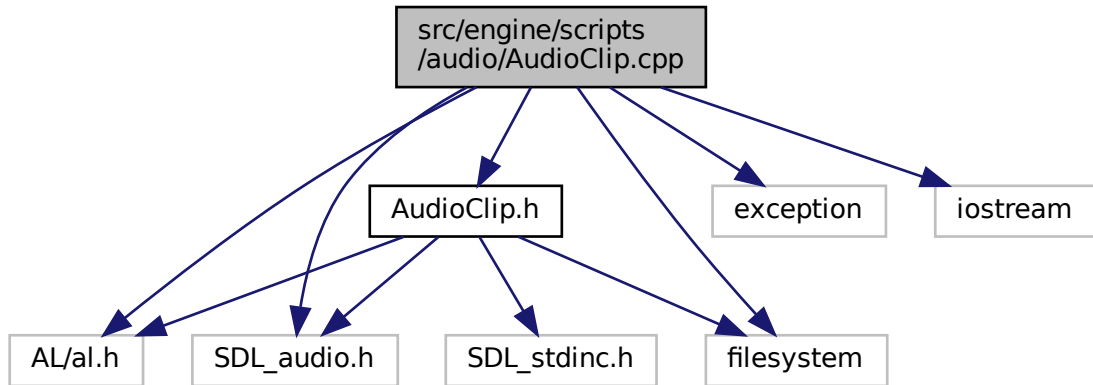 src/engine/scripts
/audio/AudioClip.cpp
AudioClip.h
exception
iostream
AL/al.h
SDL_audio.h
SDL_stdinc.h
filesystem